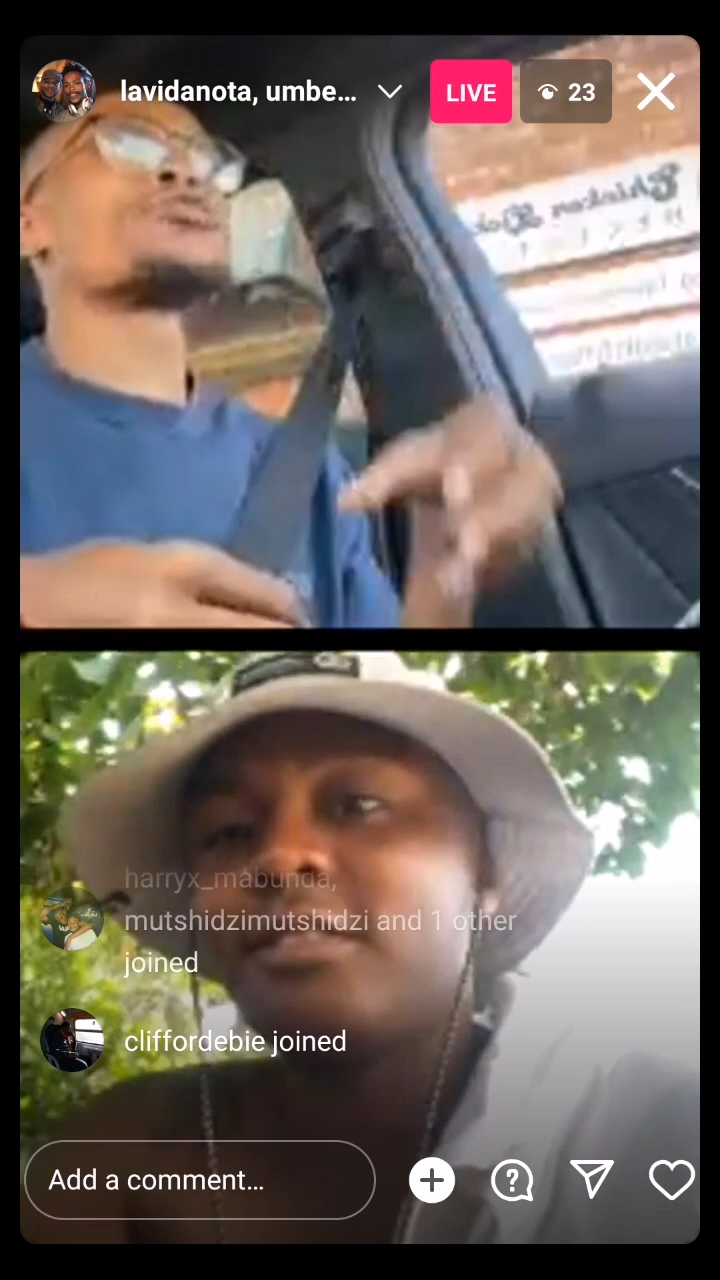 lavidanota, umbe...
LIVE
23
harryx_mabunda,
mutshidzimutshidzi and 1 other
joined
cliffordebie joined
Add a comment...